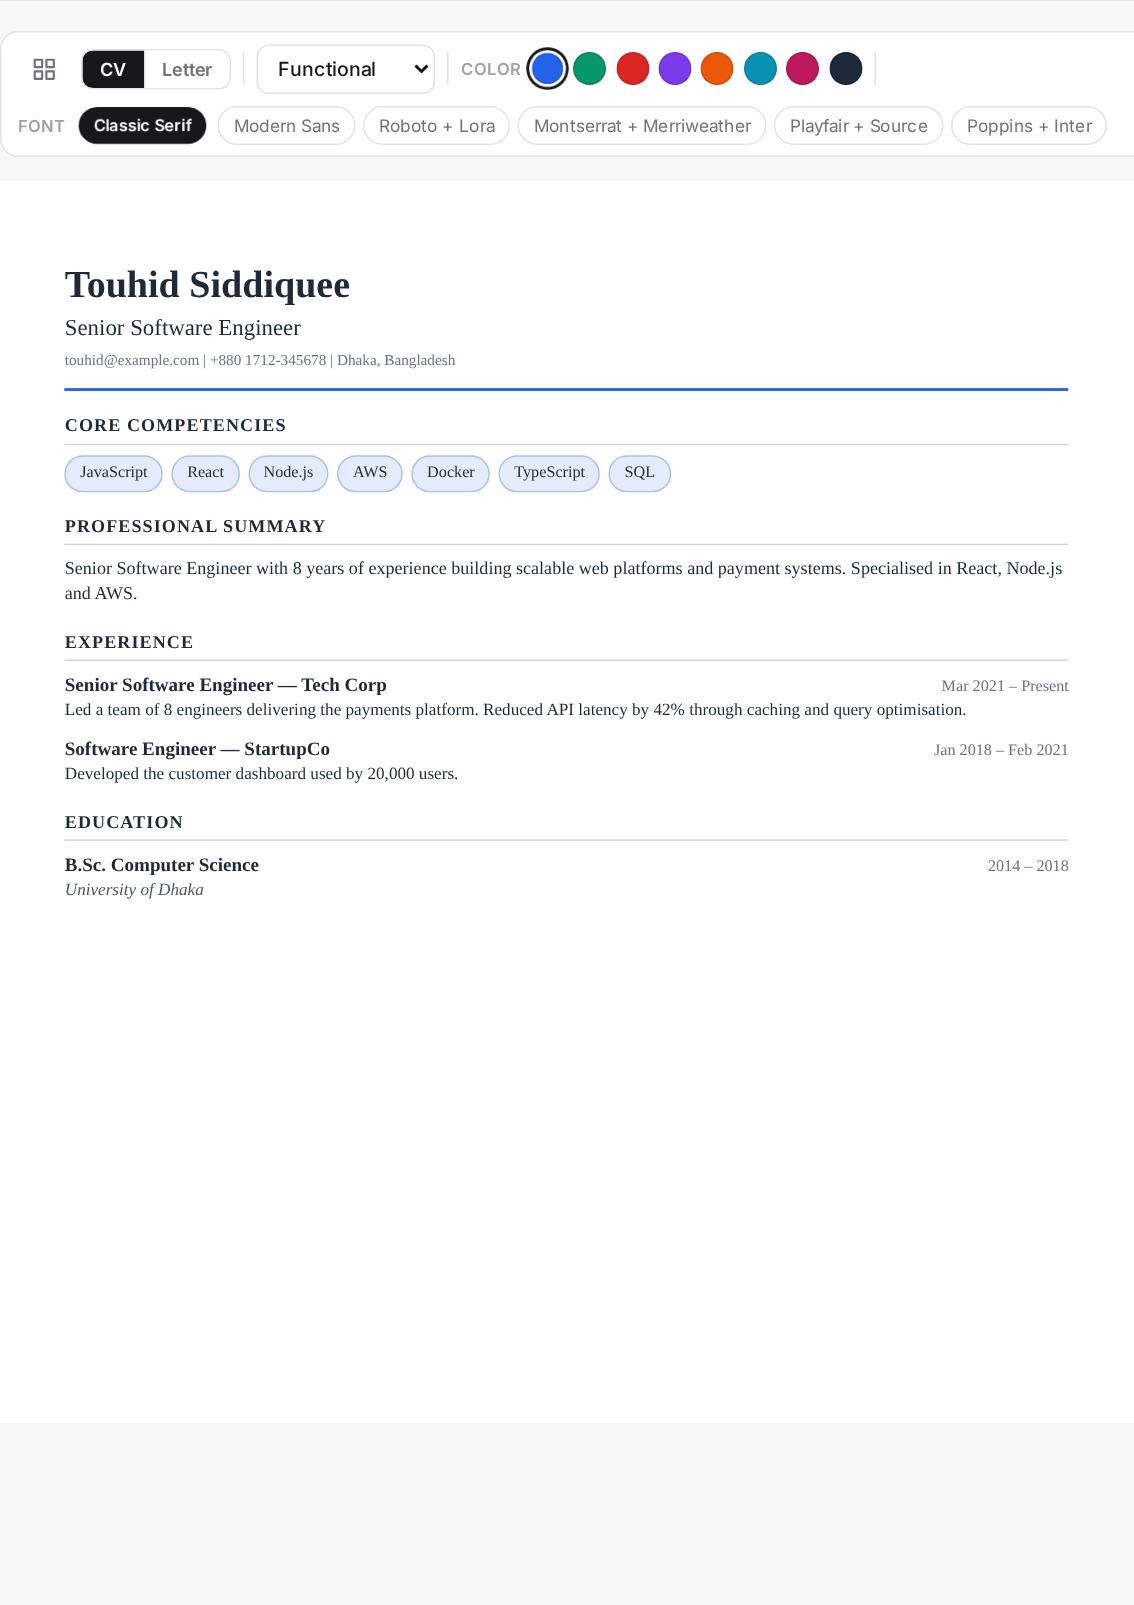 CV Letter Functional COLOR
FONT Classic Serif Modern Sans Roboto + Lora Montserrat + Merriweather Playfair + Source Poppins + Inter
Touhid Siddiquee
Senior Software Engineer
touhid@example.com | +880 1712-345678 | Dhaka, Bangladesh
CORE COMPETENCIES
JavaScript React Node.js AWS Docker TypeScript SQL
PROFESSIONAL SUMMARY
Senior Software Engineer with 8 years of experience building scalable web platforms and payment systems. Specialised in React, Node.js
and AWS.
EXPERIENCE
Senior Software Engineer — Tech Corp Mar 2021 – Present
Led a team of 8 engineers delivering the payments platform. Reduced API latency by 42% through caching and query optimisation.
Software Engineer — StartupCo Jan 2018 – Feb 2021
Developed the customer dashboard used by 20,000 users.
EDUCATION
B.Sc. Computer Science 2014 – 2018
University of Dhaka